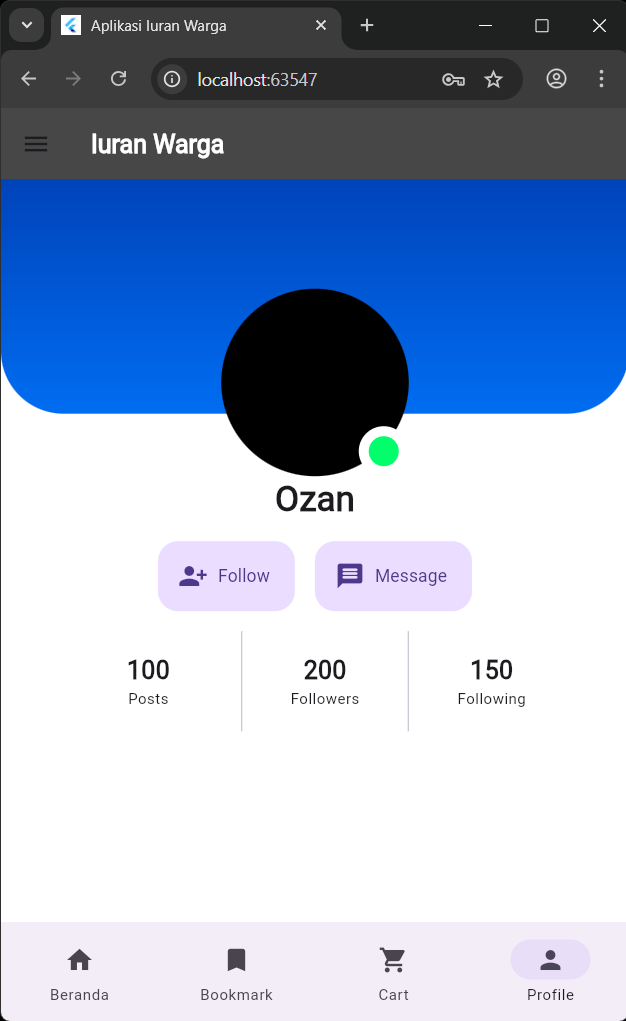 Aplikasi Iuran Warga
localhost:63547
Iuran Warga
Ozan
Follow
Message
100
200
150
Posts
Followers
Following
Beranda
Bookmark
Cart
Profile